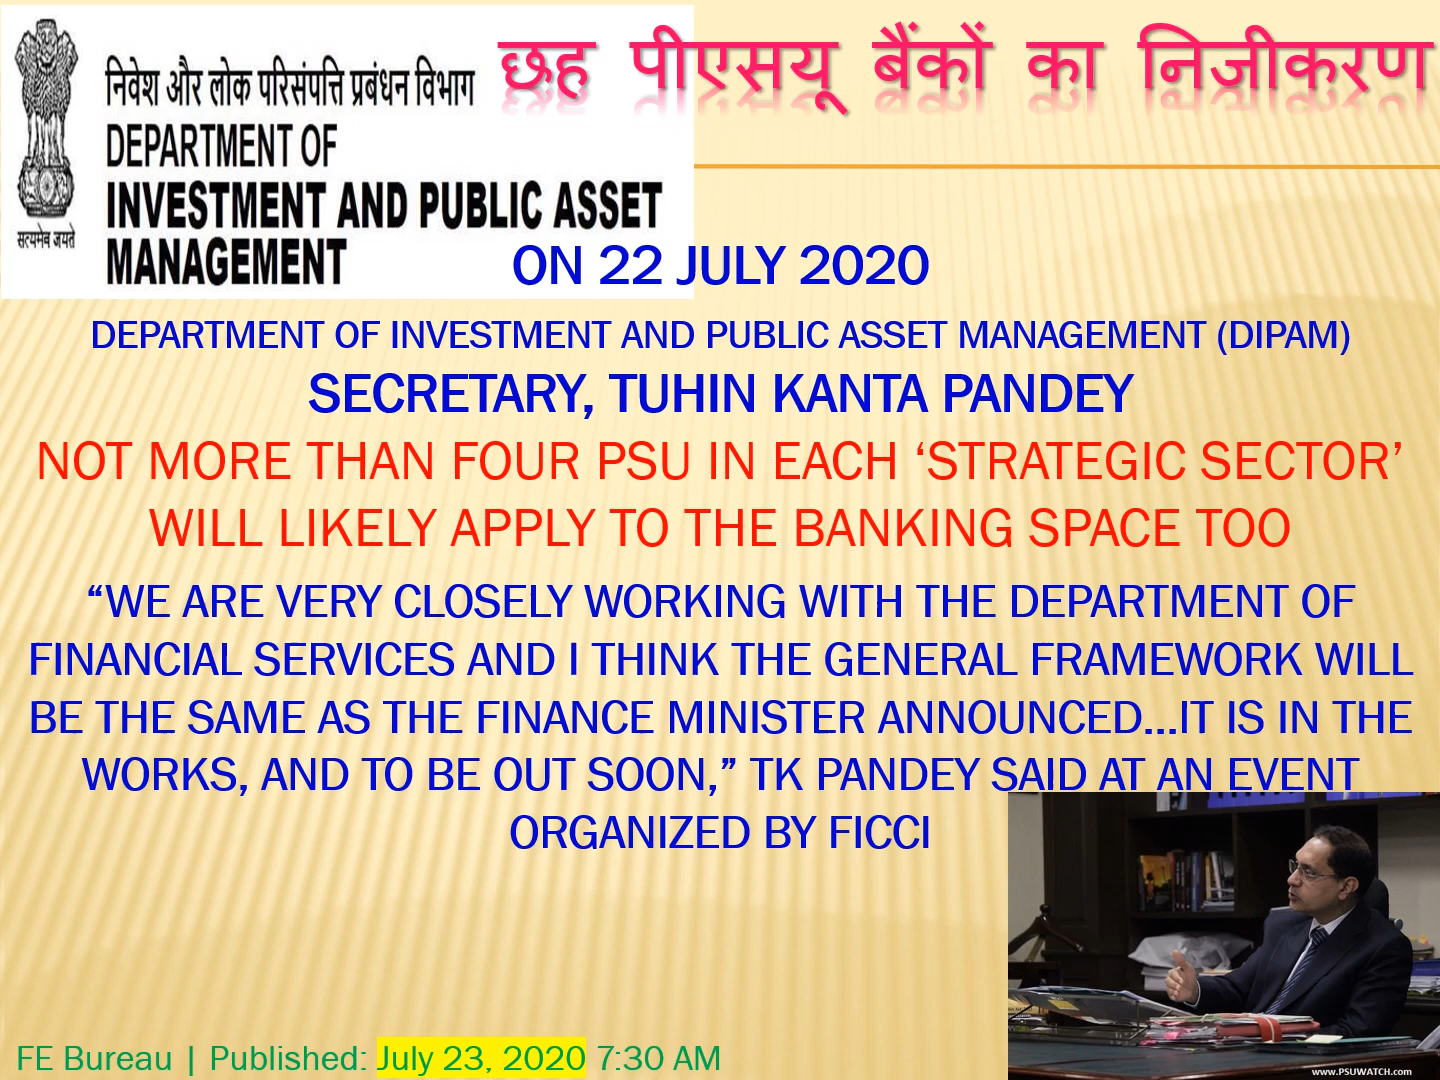 छह पीएसयू बैंकों का निजीकरण
निवेश और लोक परिसंपत्ति प्रबंधन विभाग
DEPARTMENT OF
INVESTMENT AND PUBLIC ASSET
MANAGEMENT
सत्यमेव जयते
ON 22 JULY 2020
DEPARTMENT OF INVESTMENT AND PUBLIC ASSET MANAGEMENT (DIPAM)
SECRETARY, TUHIN KANTA PANDEY
NOT MORE THAN FOUR PSU IN EACH ‘STRATEGIC SECTOR’
WILL LIKELY APPLY TO THE BANKING SPACE TOO
“WE ARE VERY CLOSELY WORKING WITH THE DEPARTMENT OF
FINANCIAL SERVICES AND I THINK THE GENERAL FRAMEWORK WILL
BE THE SAME AS THE FINANCE MINISTER ANNOUNCED…IT IS IN THE
WORKS, AND TO BE OUT SOON,” TK PANDEY SAID AT AN EVENT
ORGANIZED BY FICCI
FE Bureau | Published: July 23, 2020 7:30 AM
www.PSUWATCH.com